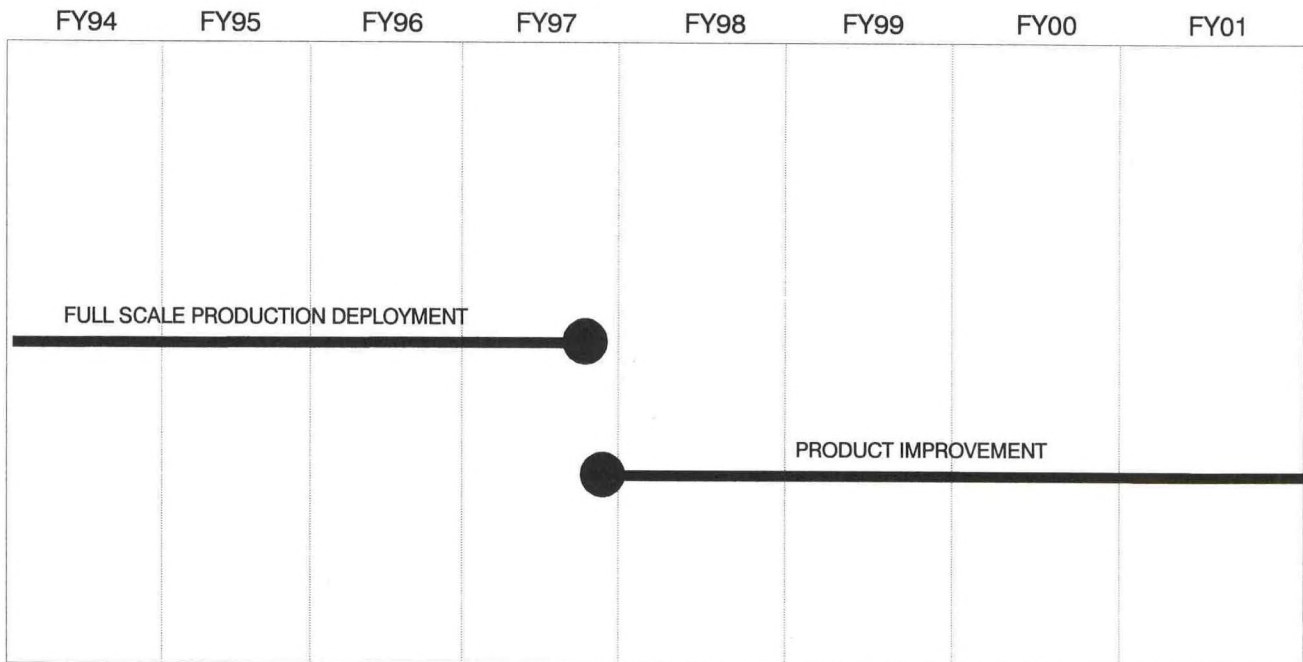 FY94 FY95 FY96 FY97 FY98 FY99 FY00 FY01
FULL SCALE PRODUCTION DEPLOYMENT
PRODUCT IMPROVEMENT